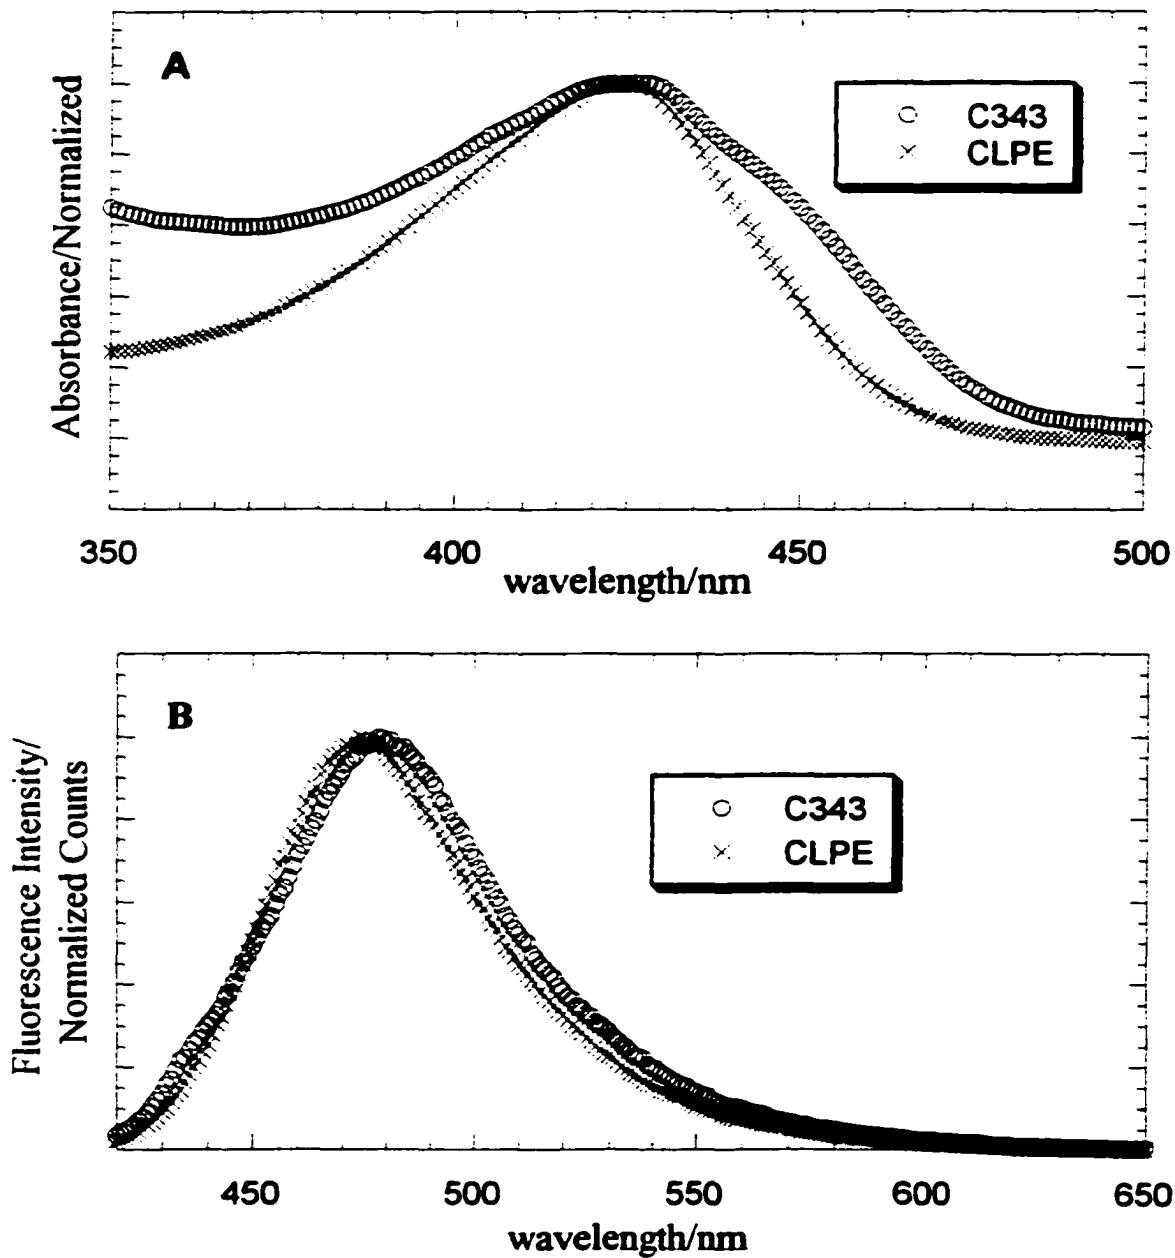 A
C343
CLPE
Absorbance/Normalized
350
400
450
500
wavelength/nm
B
C343
CLPE
Fluorescence Intensity/
Normalized Counts
450
500
550
600
650
wavelength/nm